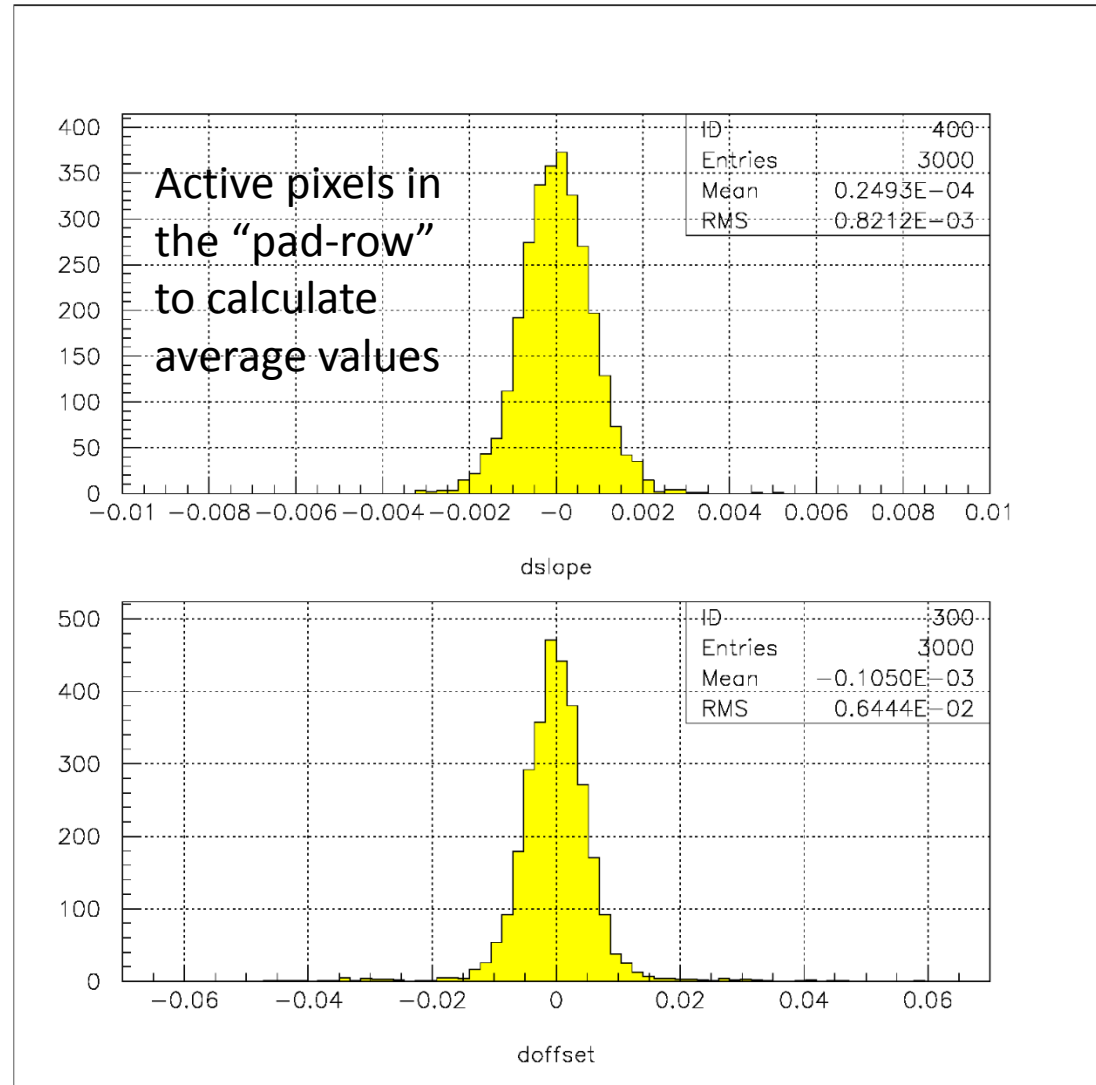 400
350
300
250
200
150
100
50
0
Active pixels in
the “pad-row”
to calculate
average values
ID 400
Entries 3000
Mean 0.2493E−04
RMS 0.8212E−03
−0.01 −0.008 −0.006 −0.004 −0.002 −0 0.002 0.004 0.006 0.008 0.01
dslope
500
400
300
200
100
0
ID 300
Entries 3000
Mean −0.1050E−03
RMS 0.6444E−02
−0.06 −0.04 −0.02 0 0.02 0.04 0.06
doffset